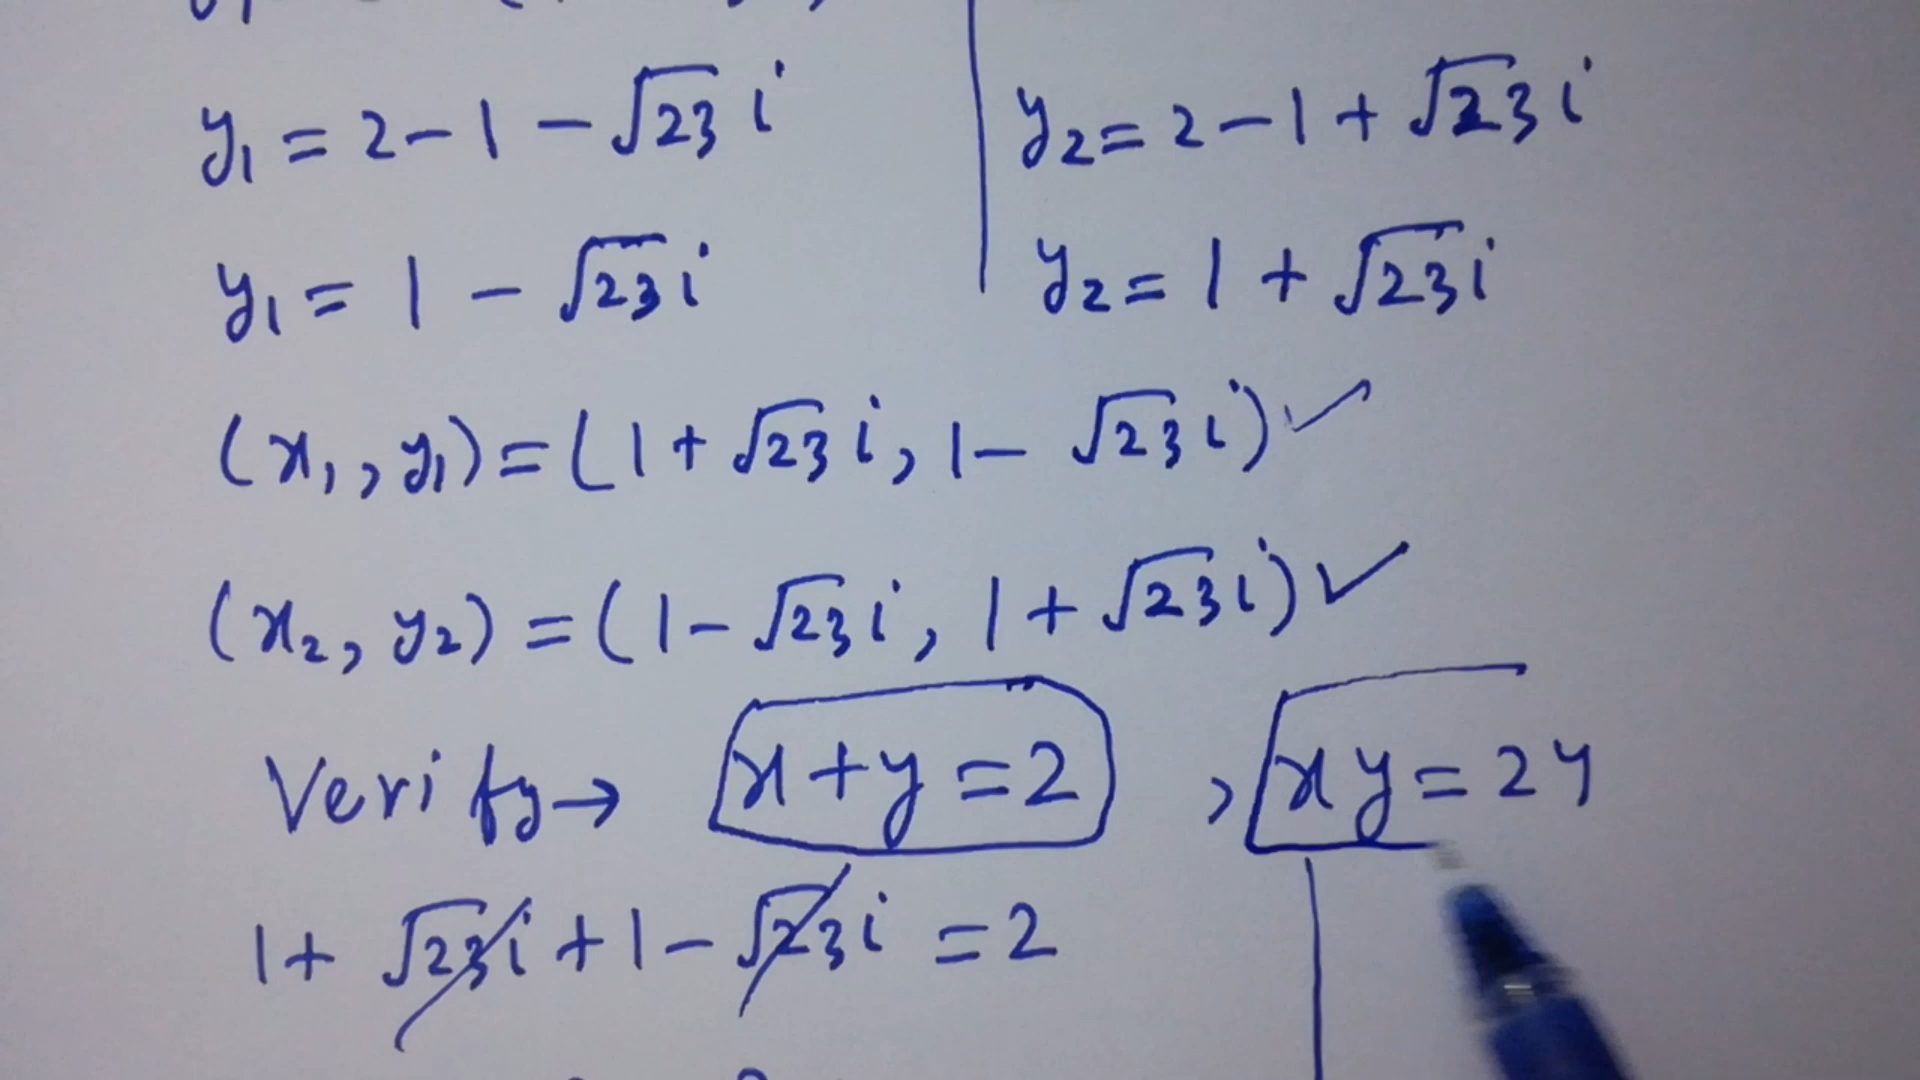 y₁ = 2 - 1 - √23 i
y₂ = 2 - 1 + √23 i
y₁ = 1 - √23 i
y₂ = 1 + √23 i
(x₁, y₁) = (1 + √23 i, 1 - √23 i) ✓
(x₂, y₂) = (1 - √23 i, 1 + √23 i) ✓
Verify → x + y = 2 , xy = 24
1 + √23 i + 1 - √23 i = 2